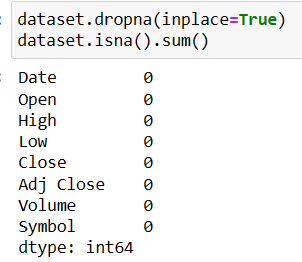 dataset.dropna(inplace=True)
dataset.isna().sum()
Date 0
Open 0
High 0
Low 0
Close 0
Adj Close 0
Volume 0
Symbol 0
dtype: int64